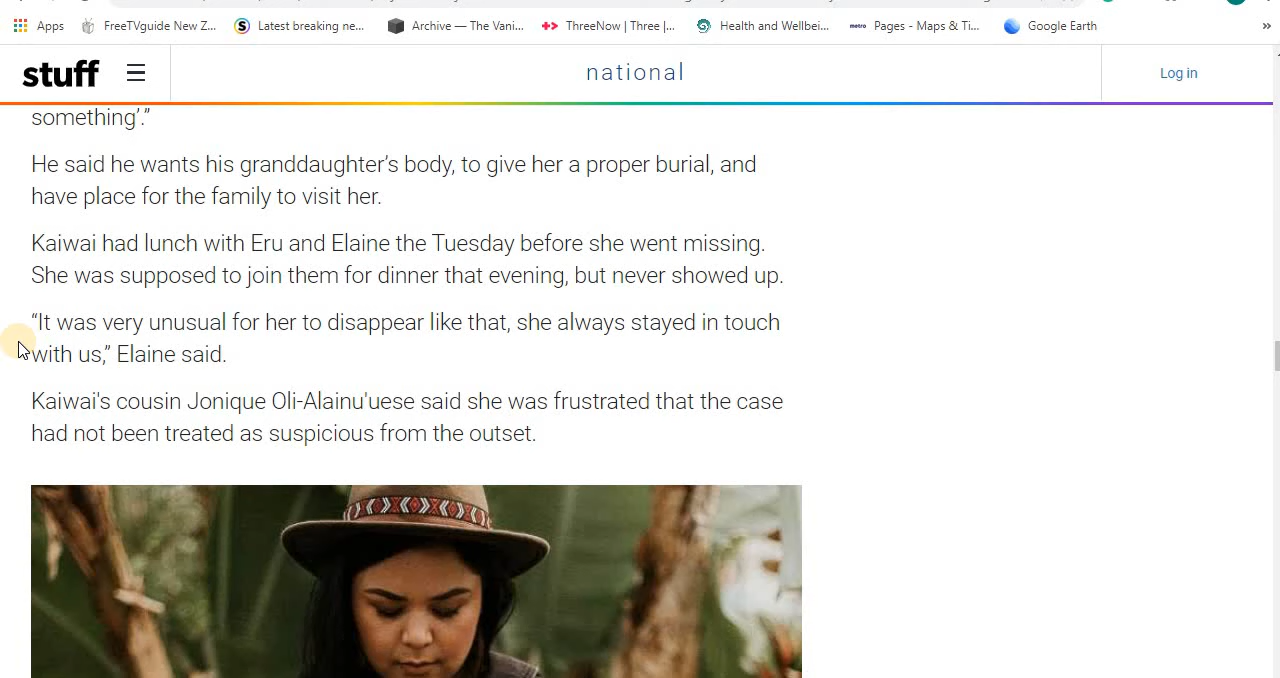 Apps
FreeTVguide New Z...
Latest breaking ne...
Archive — The Vani...
ThreeNow | Three |...
Health and Wellbei...
metro
Pages - Maps & Ti...
Google Earth
»
stuff
national
Log in
something’.”
He said he wants his granddaughter’s body, to give her a proper burial, and
have place for the family to visit her.
Kaiwai had lunch with Eru and Elaine the Tuesday before she went missing.
She was supposed to join them for dinner that evening, but never showed up.
“It was very unusual for her to disappear like that, she always stayed in touch
with us,” Elaine said.
Kaiwai's cousin Jonique Oli-Alainu'uese said she was frustrated that the case
had not been treated as suspicious from the outset.